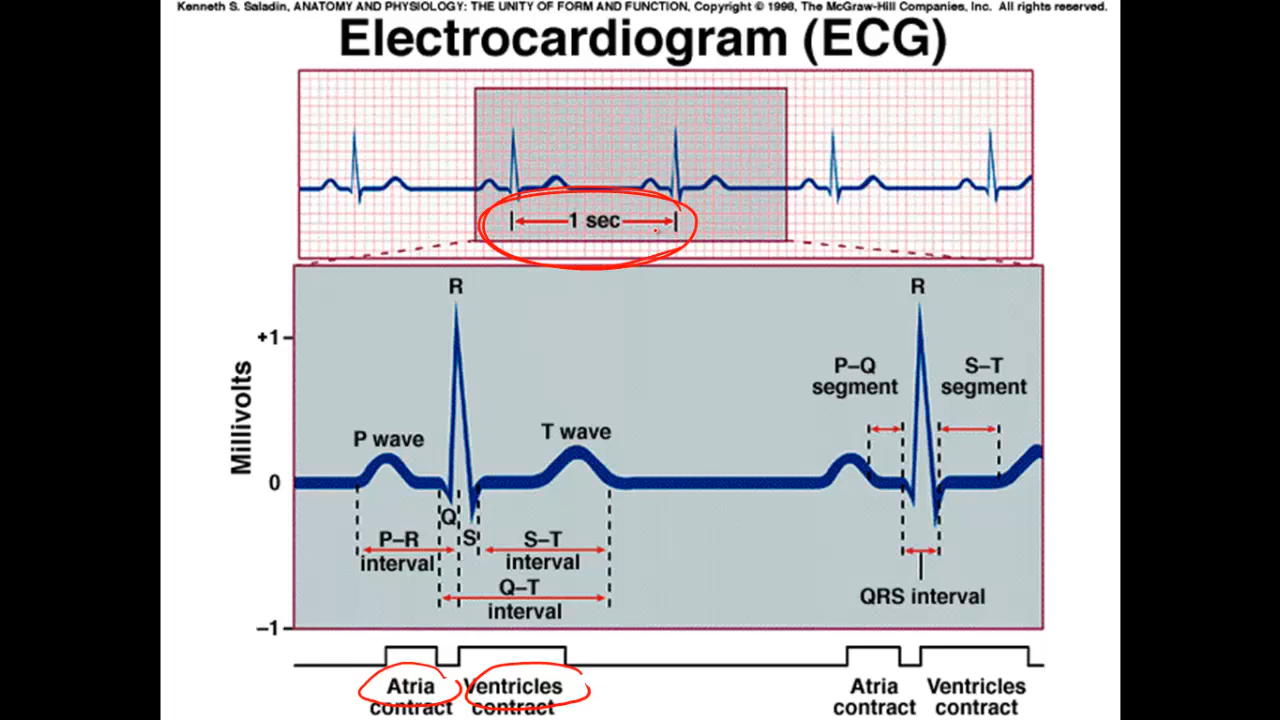 Kenneth S. Saladin, ANATOMY AND PHYSIOLOGY: THE UNITY OF FORM AND FUNCTION, Copyright © 1998, The McGraw-Hill Companies, Inc. All rights reserved.
Electrocardiogram (ECG)
1 sec
R
R
+1
P–Q
segment
S–T
segment
Millivolts
P wave
T wave
0
Q
S
P–R
interval
S–T
interval
Q–T
interval
QRS interval
–1
Atria
contract
Ventricles
contract
Atria
contract
Ventricles
contract